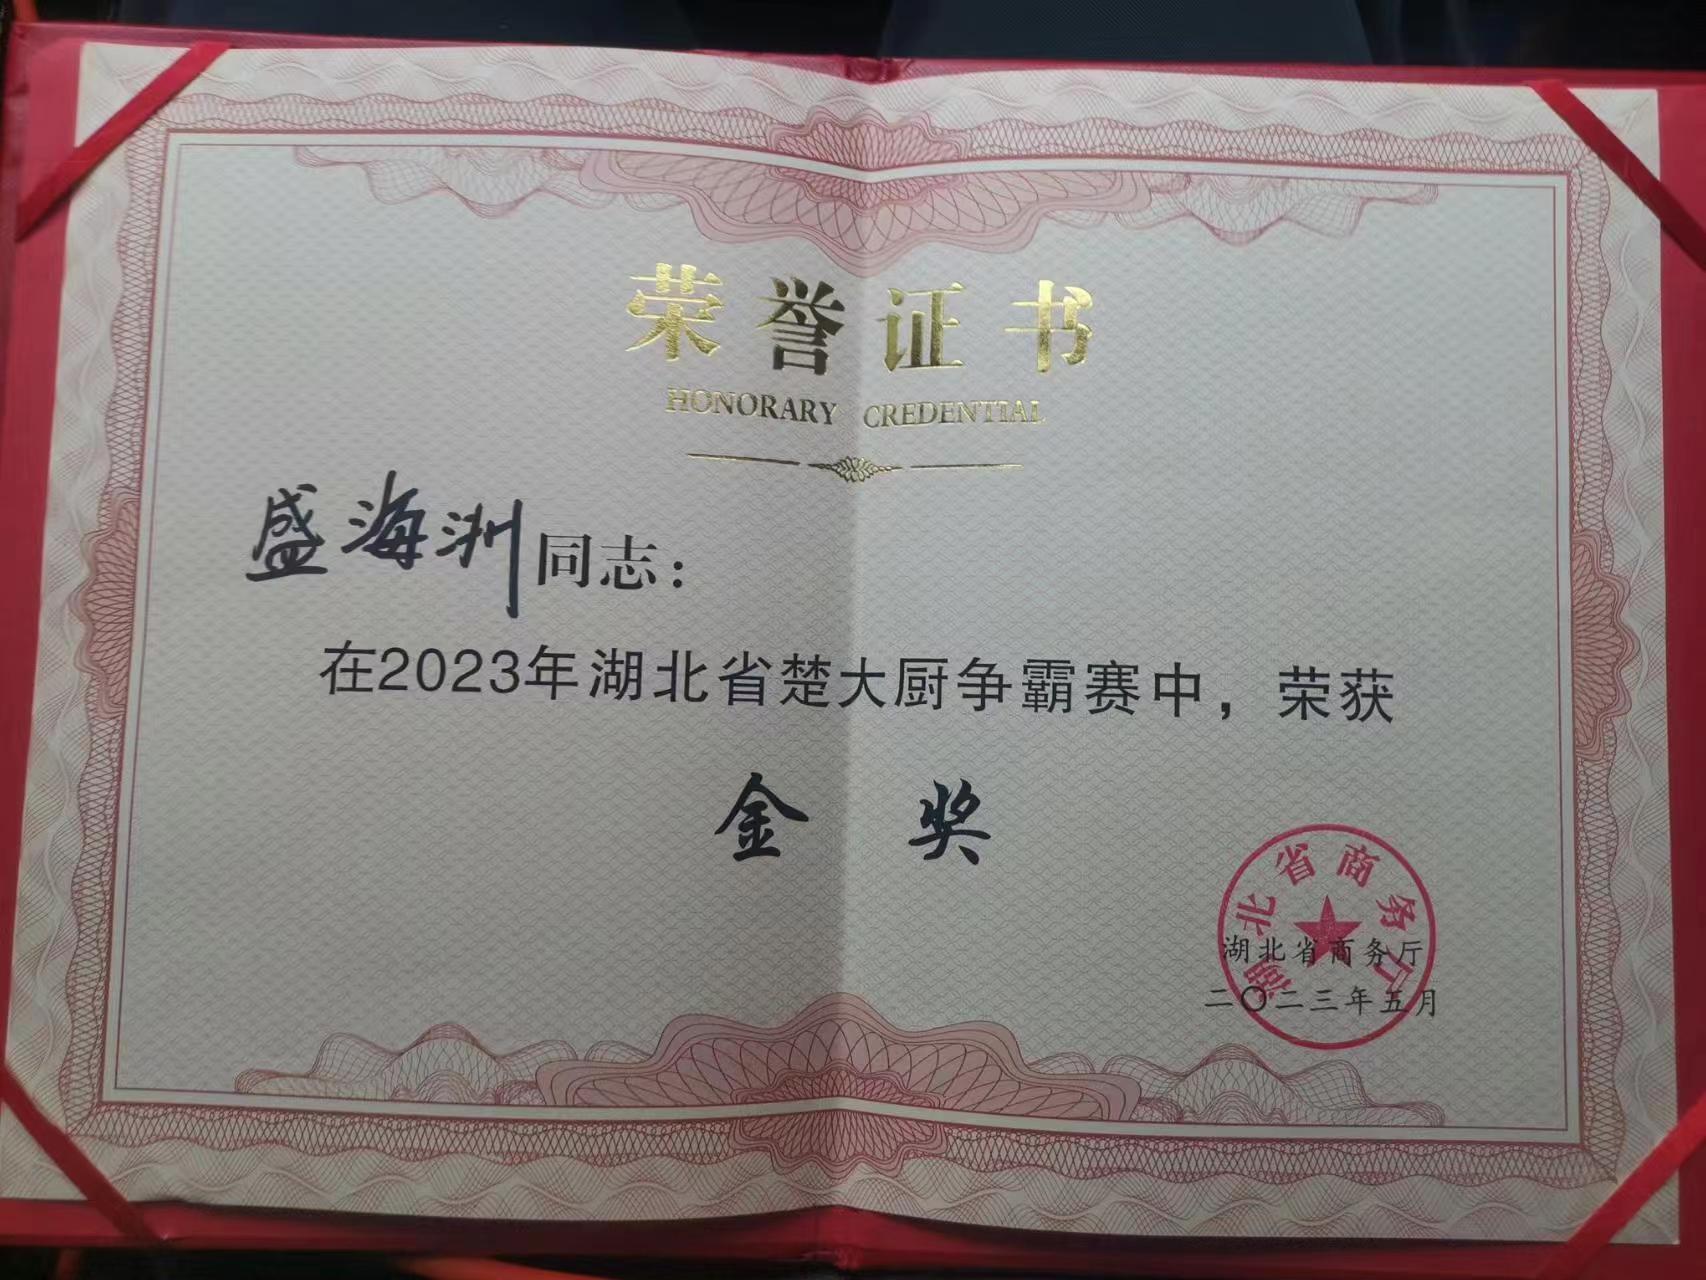 荣誉证书
HONORARY CREDENTIAL
盛海洲同志：
在2023年湖北省楚大厨争霸赛中，荣获
金奖
湖北省商务厅
湖北省商务厅
二〇二三年五月